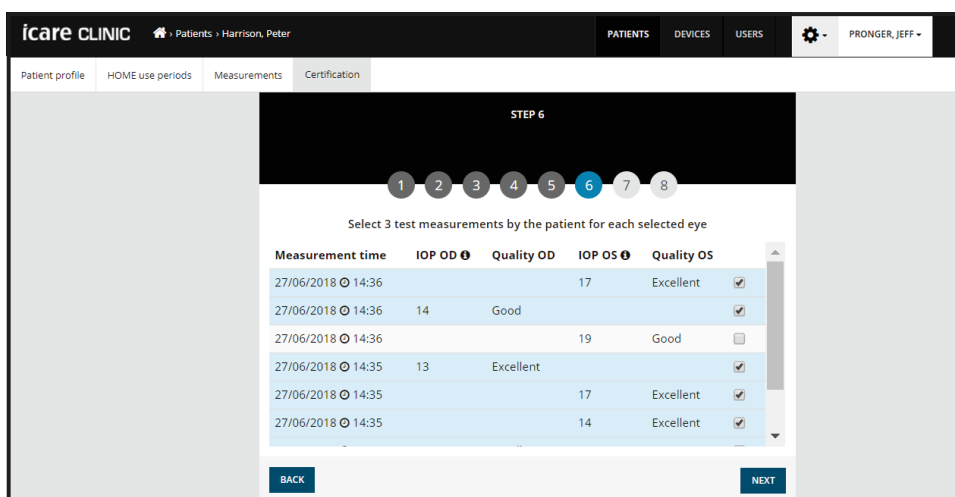 icare CLINIC › Patients › Harrison, Peter PATIENTS DEVICES USERS PRONGER, JEFF
Patient profile HOME use periods Measurements Certification
STEP 6
1 2 3 4 5 6 7 8
Select 3 test measurements by the patient for each selected eye
Measurement time IOP OD Quality OD IOP OS Quality OS
27/06/2018 14:36 17 Excellent
27/06/2018 14:36 14 Good
27/06/2018 14:36 19 Good
27/06/2018 14:35 13 Excellent
27/06/2018 14:35 17 Excellent
27/06/2018 14:35 14 Excellent
BACK NEXT